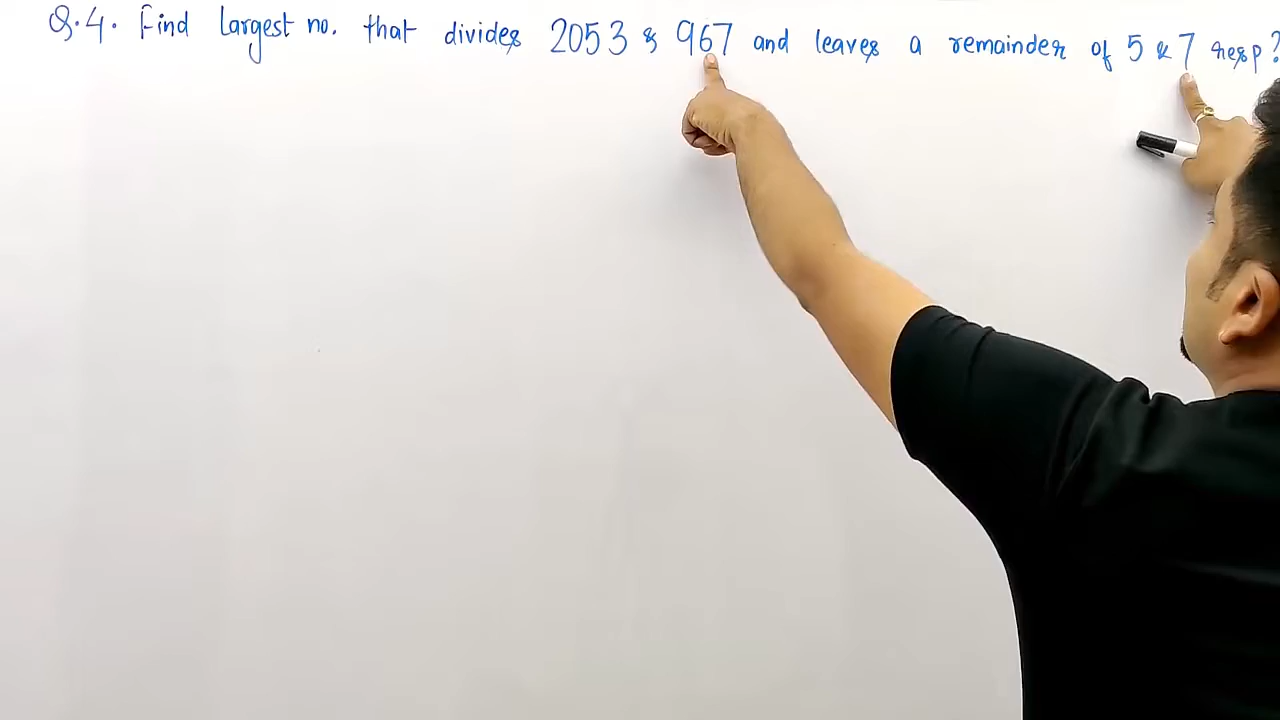 Q.4. Find largest no. that divides 2053 & 967 and leaves a remainder of 5 & 7 resp?